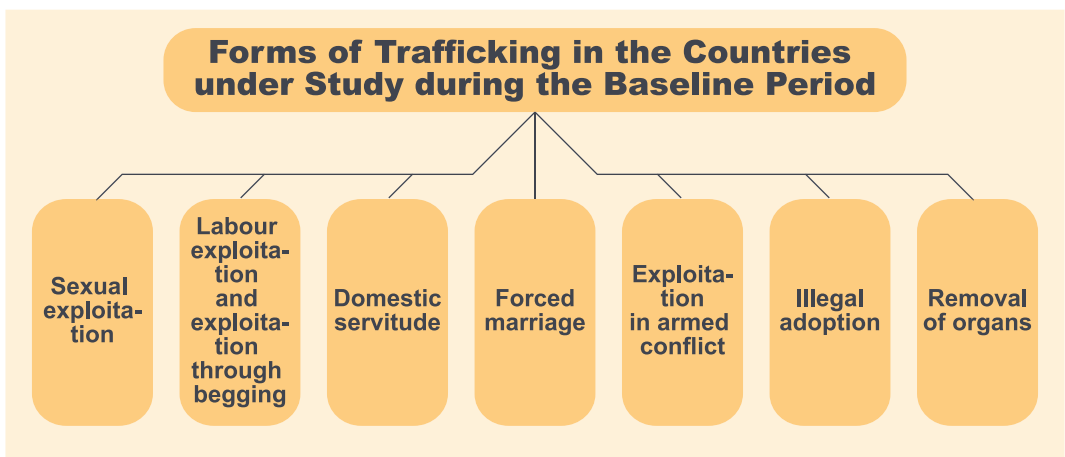 Forms of Trafficking in the Countries
under Study during the Baseline Period
Sexual
exploita-
tion
Labour
exploita-
tion
and
exploita-
tion
through
begging
Domestic
servitude
Forced
marriage
Exploita-
tion
in armed
conflict
Illegal
adoption
Removal
of organs